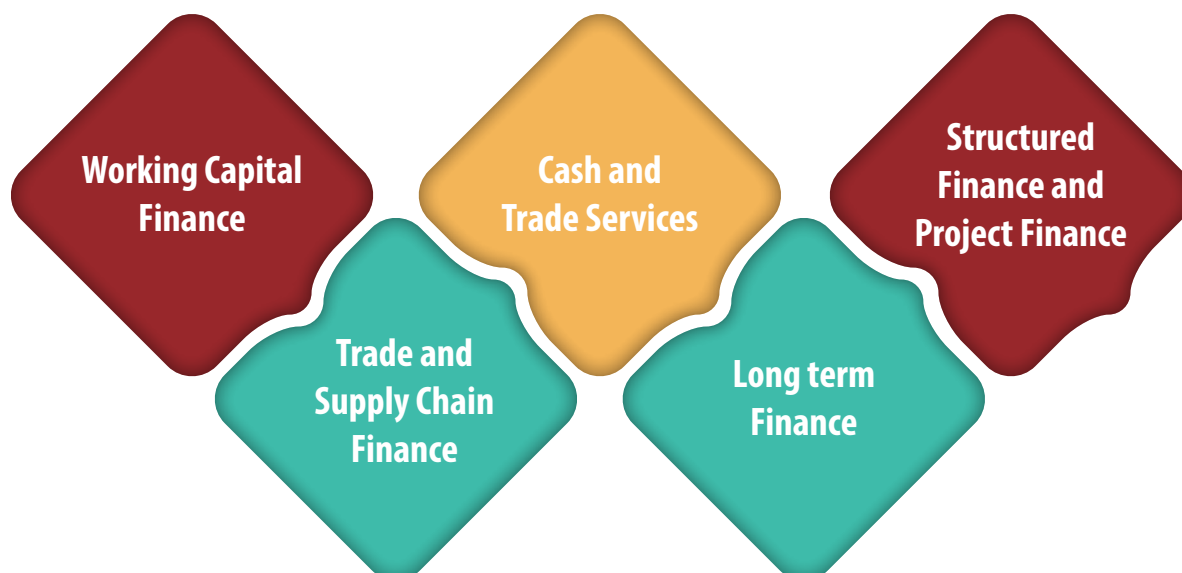 Working Capital
Finance
Trade and
Supply Chain
Finance
Cash and
Trade Services
Long term
Finance
Structured
Finance and
Project Finance